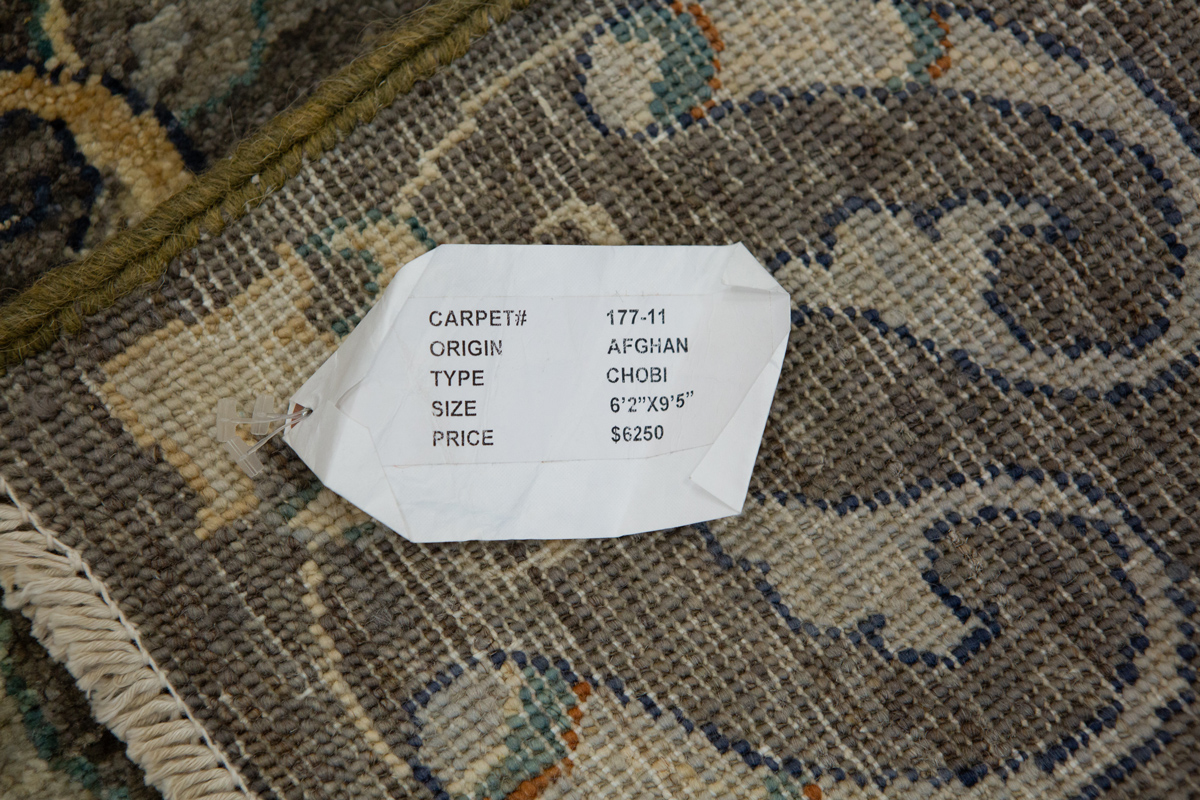 CARPET# 177-11
ORIGIN AFGHAN
TYPE CHOBI
SIZE 6'2"X9'5"
PRICE $6250